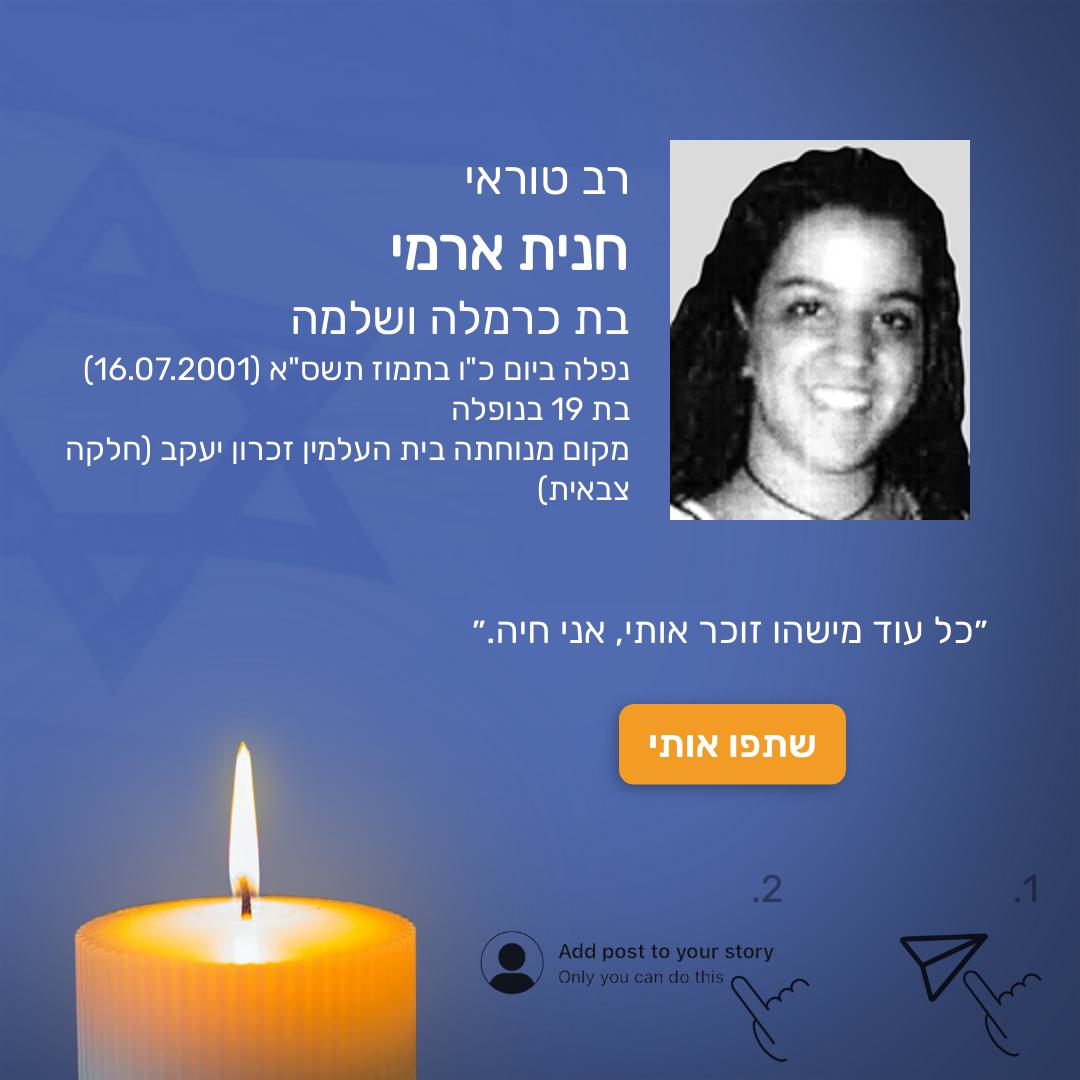 רב טוראי
חנית ארמי
בת כרמלה ושלמה
נפלה ביום כ"ו בתמוז תשס"א (16.07.2001)
בת 19 בנופלה
מקום מנוחתה בית העלמין זכרון יעקב (חלקה
צבאית)
״כל עוד מישהו זוכר אותי, אני חיה.״
שתפו אותי
1.
2.
Add post to your story
Only you can do this